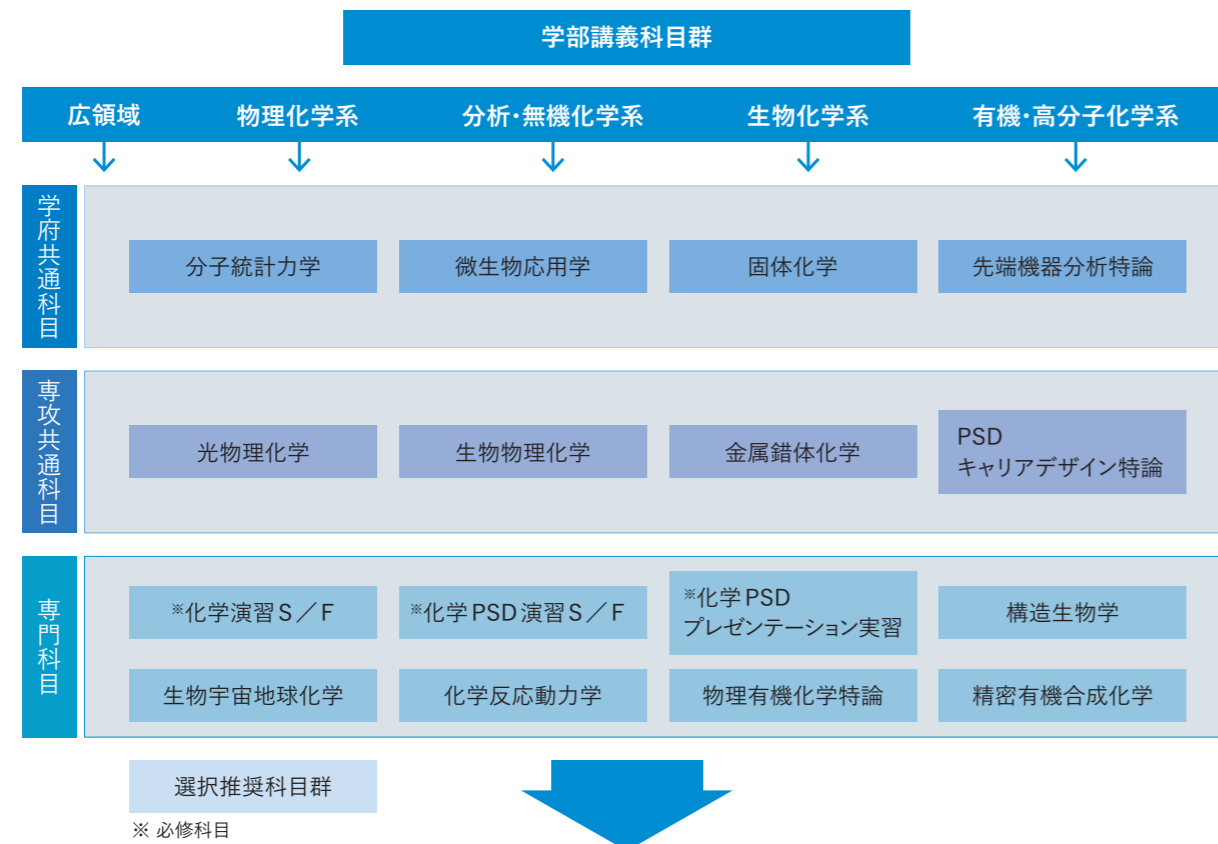 学部講義科目群
広領域 物理化学系 分析・無機化学系 生物化学系 有機・高分子化学系
学府共通科目
分子統計力学 微生物応用学 固体化学 先端機器分析特論
専攻共通科目
光物理化学 生物物理化学 金属錯体化学 PSD
キャリアデザイン特論
専門科目
※化学演習S／F ※化学PSD演習S／F ※化学PSD
プレゼンテーション実習 構造生物学
生物宇宙地球化学 化学反応動力学 物理有機化学特論 精密有機合成化学
選択推奨科目群
※ 必修科目